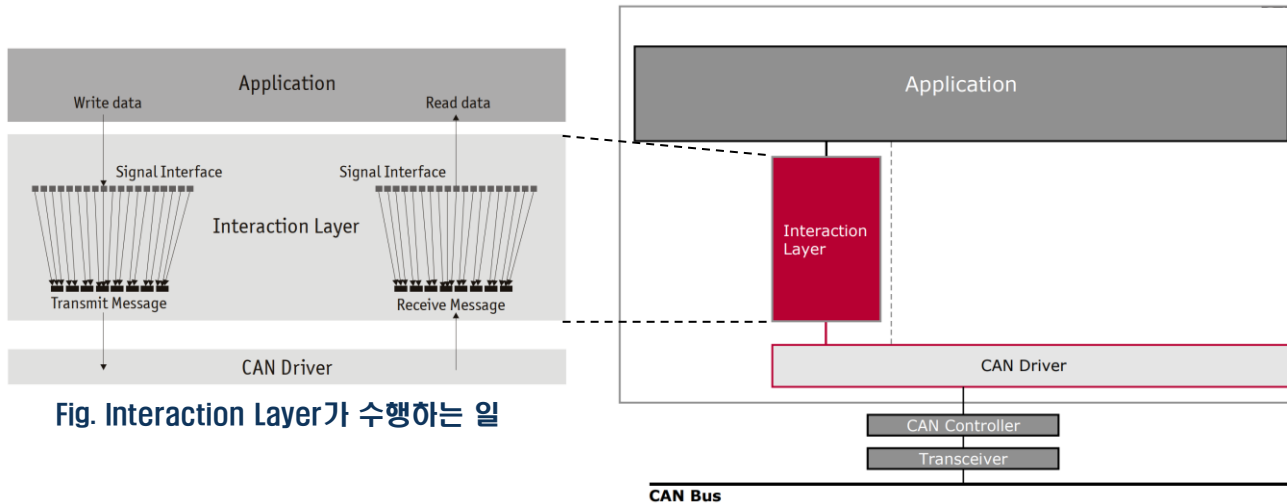 Application
Write data
Read data
Signal Interface
Signal Interface
Interaction Layer
Transmit Message
Receive Message
CAN Driver
Fig. Interaction Layer가 수행하는 일
Application
Interaction
Layer
CAN Driver
CAN Controller
Transceiver
CAN Bus